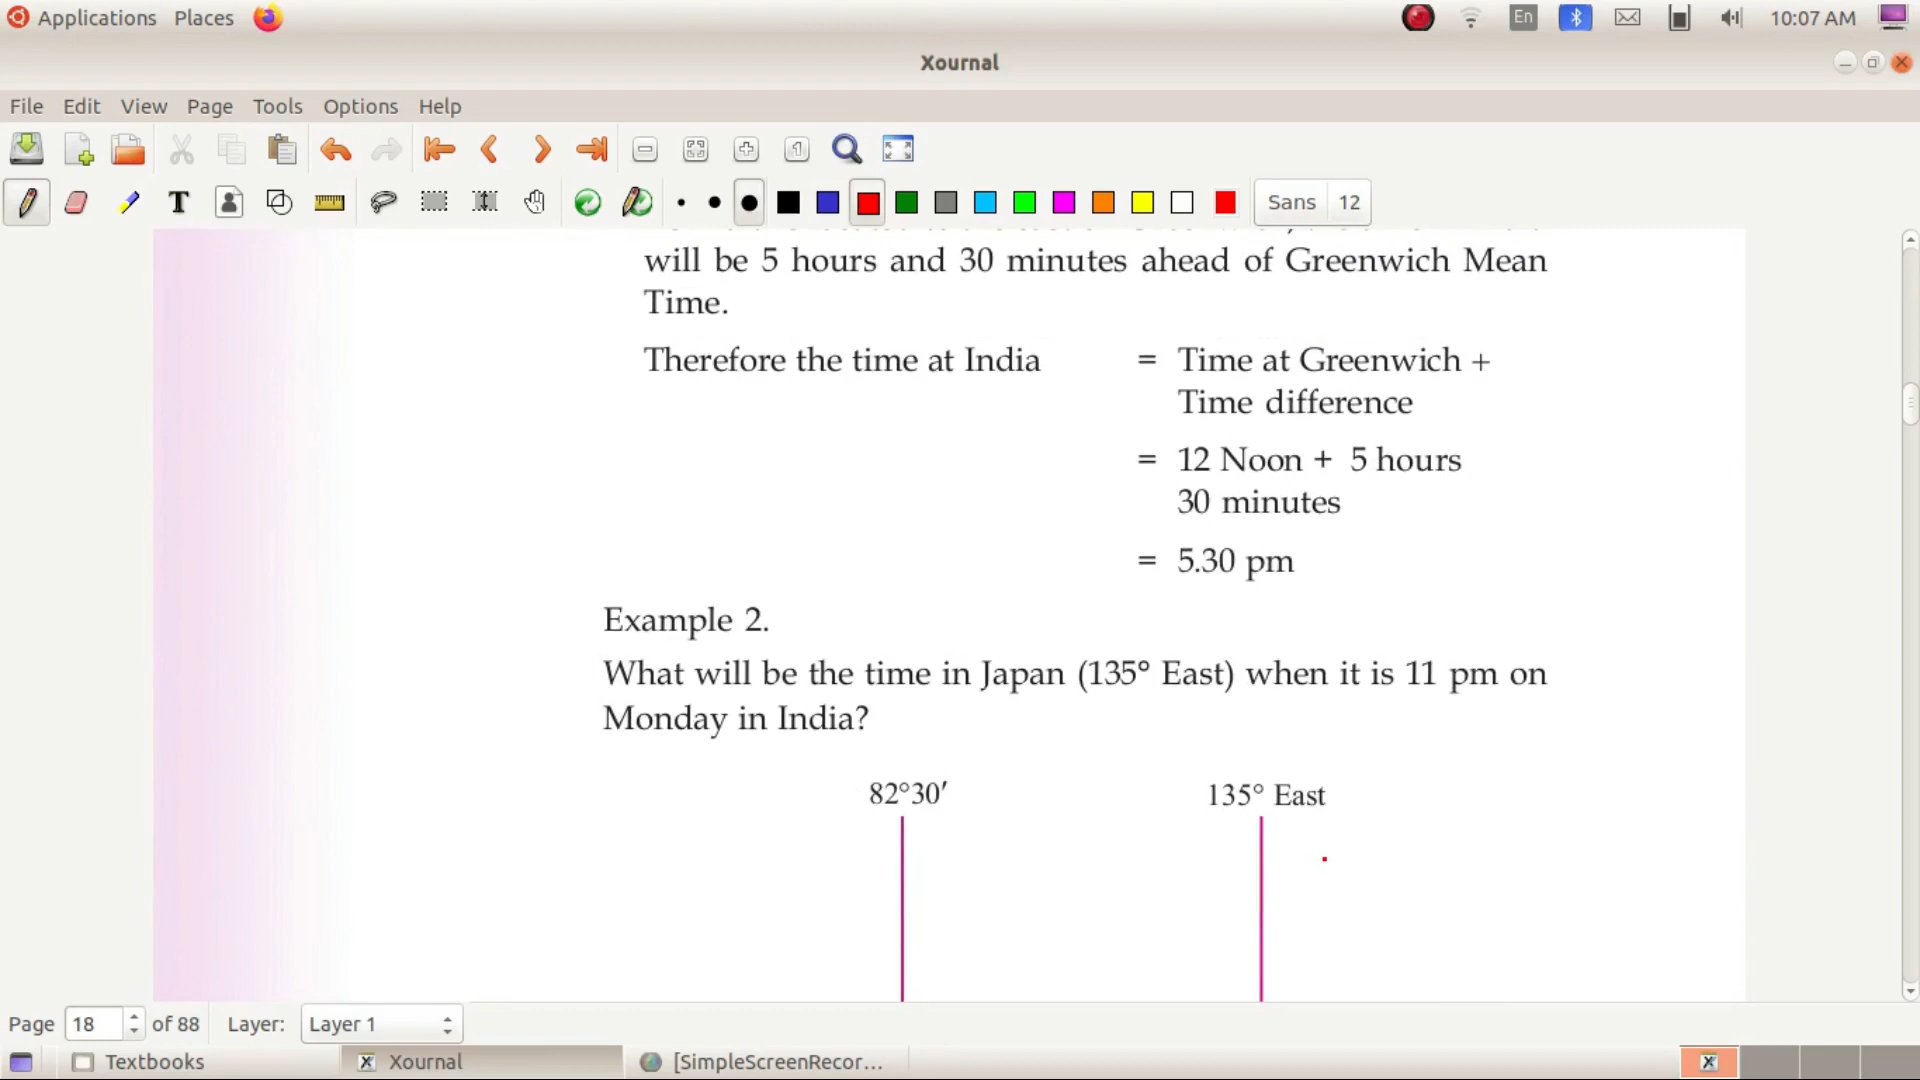 Applications Places En 10:07 AM
Xournal
File Edit View Page Tools Options Help
T Sans 12
will be 5 hours and 30 minutes ahead of Greenwich Mean
Time.
Therefore the time at India = Time at Greenwich +
Time difference
= 12 Noon + 5 hours
30 minutes
= 5.30 pm
Example 2.
What will be the time in Japan (135° East) when it is 11 pm on
Monday in India?
82°30′ 135° East
Page 18 of 88 Layer: Layer 1
Textbooks Xournal [SimpleScreenRecor...